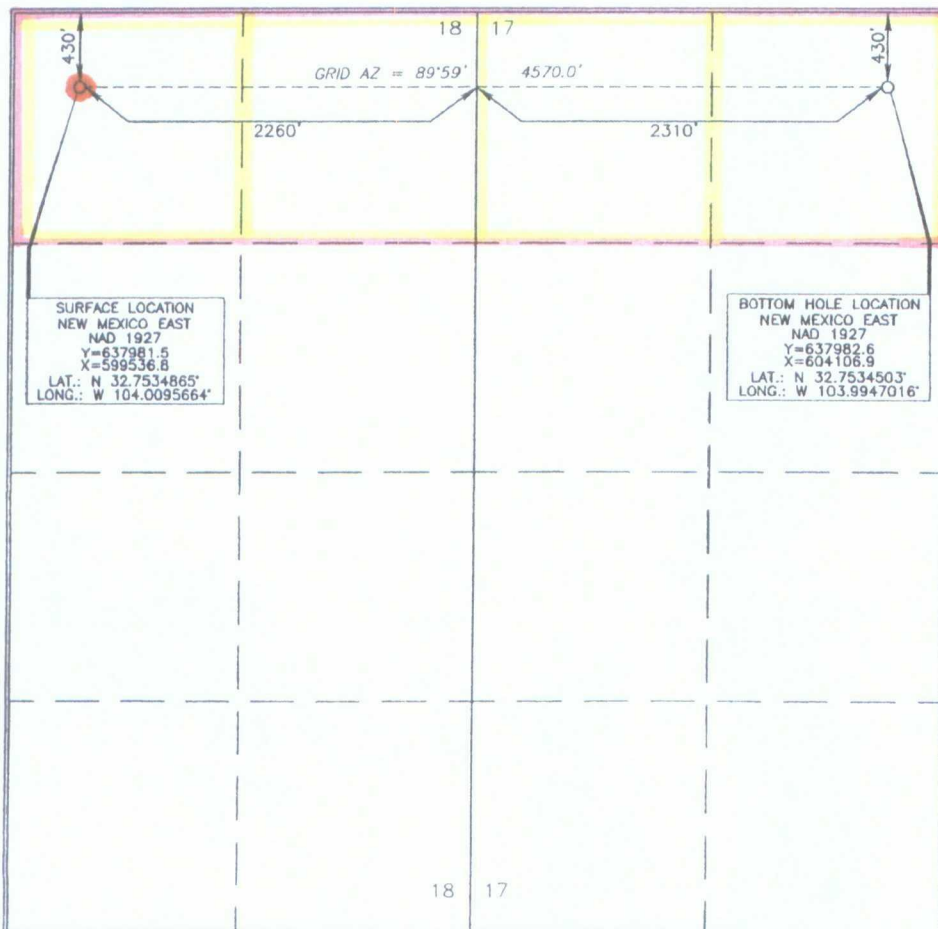 430'
18 17
430'
GRID AZ = 89°59' 4570.0'
2260'
2310'
SURFACE LOCATION
NEW MEXICO EAST
NAD 1927
Y=637981.5
X=599536.8
LAT.: N 32.7534865°
LONG.: W 104.0095664°
BOTTOM HOLE LOCATION
NEW MEXICO EAST
NAD 1927
Y=637982.6
X=604106.9
LAT.: N 32.7534503°
LONG.: W 103.9947016°
18 17